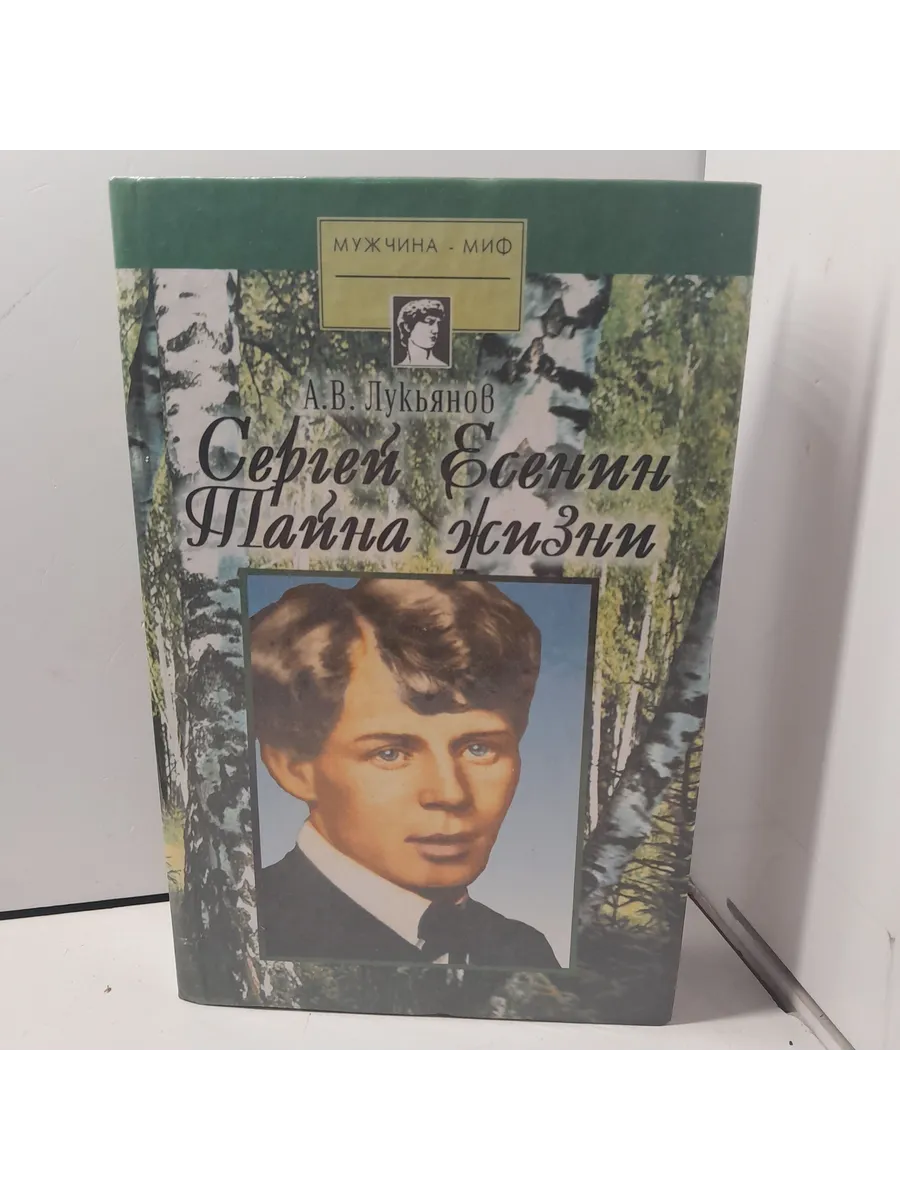 МУЖЧИНА - МИФ
А.В. Лукьянов
Сергей Есенин
Тайна жизни